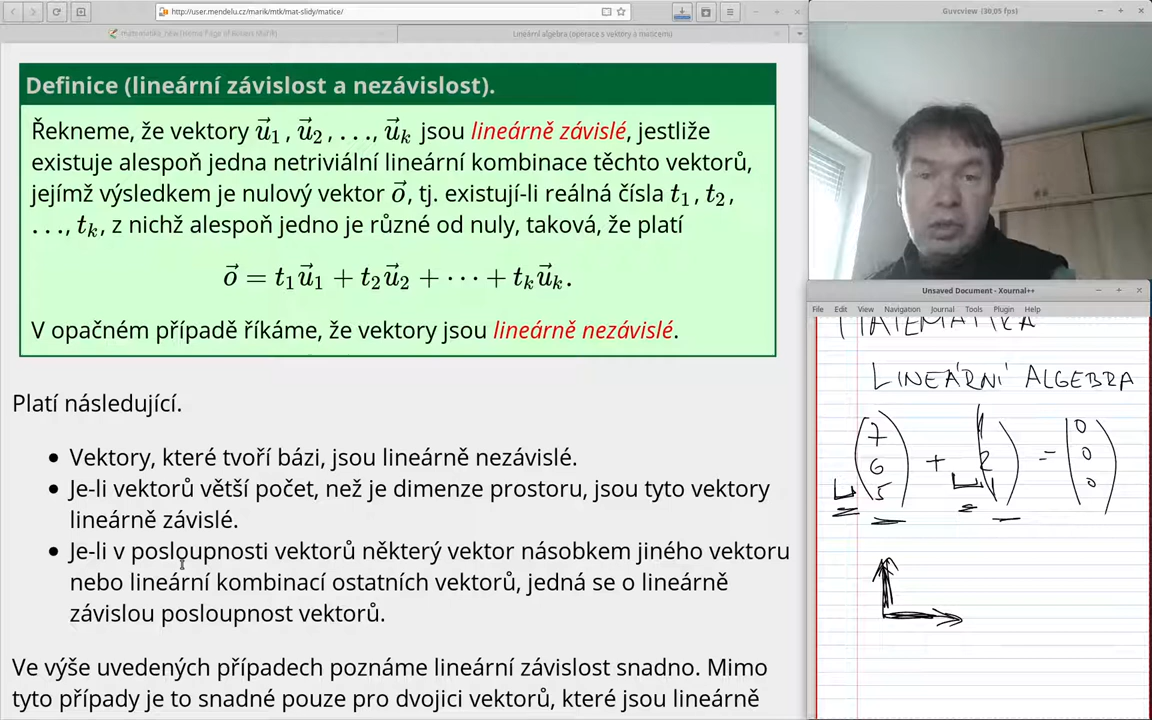 http://user.mendelu.cz/marik/mtk/mat-slidy/matice/
Lineární algebra (operace s vektory a maticemi)
Definice (lineární závislost a nezávislost).
Řekneme, že vektory u⃗₁, u⃗₂, …, u⃗ₖ jsou lineárně závislé, jestliže
existuje alespoň jedna netriviální lineární kombinace těchto vektorů,
jejímž výsledkem je nulový vektor o⃗, tj. existují-li reálná čísla t₁, t₂,
…, tₖ, z nichž alespoň jedno je různé od nuly, taková, že platí
o⃗ = t₁u⃗₁ + t₂u⃗₂ + ⋯ + tₖu⃗ₖ.
V opačném případě říkáme, že vektory jsou lineárně nezávislé.
Platí následující.
• Vektory, které tvoří bázi, jsou lineárně nezávislé.
• Je-li vektorů větší počet, než je dimenze prostoru, jsou tyto vektory
lineárně závislé.
• Je-li v posloupnosti vektorů některý vektor násobkem jiného vektoru
nebo lineární kombinací ostatních vektorů, jedná se o lineárně
závislou posloupnost vektorů.
Ve výše uvedených případech poznáme lineární závislost snadno. Mimo
tyto případy je to snadné pouze pro dvojici vektorů, které jsou lineárně
Guvcview (30,05 fps)
Unsaved Document - Xournal++
File Edit View Navigation Journal Tools Plugin Help
MATEMATIKA
LINEÁRNÍ ALGEBRA
7 1 0
6 + 2 = 0
5 1 0